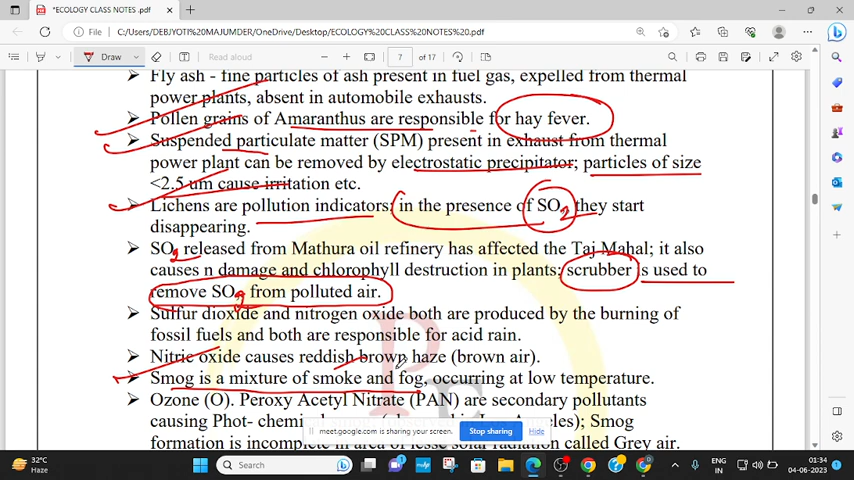 *ECOLOGY CLASS NOTES .pdf
File C:/Users/DEBJYOTI%20MAJUMDER/OneDrive/Desktop/ECOLOGY%20CLASS%20NOTES%20.pdf
Draw Read aloud 7 of 17
Fly ash - fine particles of ash present in fuel gas, expelled from thermal
power plants, absent in automobile exhausts.
Pollen grains of Amaranthus are responsible for hay fever.
Suspended particulate matter (SPM) present in exhaust from thermal
power plant can be removed by electrostatic precipitator; particles of size
<2.5 um cause irritation etc.
Lichens are pollution indicators; in the presence of SO2 they start
disappearing.
SO2 released from Mathura oil refinery has affected the Taj Mahal; it also
causes n damage and chlorophyll destruction in plants; scrubber is used to
remove SO2 from polluted air.
Sulfur dioxide and nitrogen oxide both are produced by the burning of
fossil fuels and both are responsible for acid rain.
Nitric oxide causes reddish brown haze (brown air).
Smog is a mixture of smoke and fog, occurring at low temperature.
Ozone (O). Peroxy Acetyl Nitrate (PAN) are secondary pollutants
causing Phot- chemi
les); Smog
meet.google.com is sharing your screen. Stop sharing Hide
formation is incomplete in area of lesse solar radiation called Grey air.
32°C
Haze
Search
ENG
IN
01:34
04-06-2023